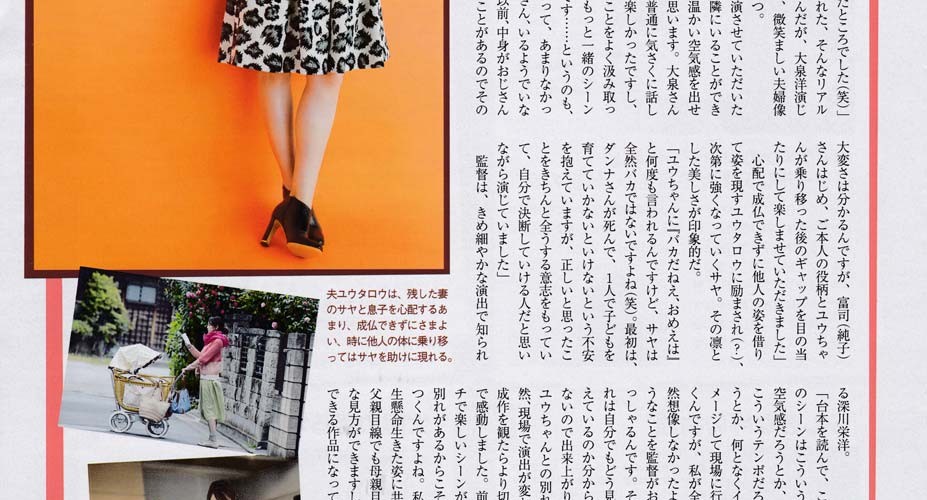 たところでした（笑）」
れた、そんなリアル
んだが、大泉洋演じ
、微笑ましい夫婦像
つ。
演させていただいた
隣にいることができ
温かい空気感を出せ
思います。大泉さん
普通に気さくに話し
楽しかったですし、
ことをよく汲み取っ
もっと一緒のシーン
です……というのも、
って、あまりなかっ
さん、いるようでいな
以前、中身がおじさん
ことがあるのでその
大変さは分かるんですが、富司（純子）
さんはじめ、ご本人の役柄とユウちゃ
んが乗り移った後のギャップを目の当
たりにして楽しませていただきました」
心配で成仏できずに他人の姿を借り
て姿を現すユウタロウに励まされ（？）、
次第に強くなっていくサヤ。その凛と
した美しさが印象的だ。
「ユウちゃんに『バカだねえ、おめえは』
と何度も言われるんですけど、サヤは
全然バカではないですよね（笑）。最初は、
ダンナさんが死んで、1人で子どもを
育てていかないといけないという不安
を抱えていますが、正しいと思ったこ
とをきちんと全うする意志をもってい
て、自分で決断していける人だと思い
ながら演じていました」
監督は、きめ細やかな演出で知られ
る深川栄洋。
「台本を読んで、こ
のシーンはこういう
空気感だろうとか、
こういうテンポだろ
うとか、何となく
メージして現場に行
くんですが、私が全
然想像しなかったよ
うなことを監督がお
っしゃるんです。そ
れは自分でもどう見
えているのか分から
ないので出来上がり
ユウちゃんとの別れ
然、現場で演出が変
成作を観たらより切
で感動しました。前
チで楽しいシーンが
別れがあるからこそ
つくんですよね。私
生懸命生きた姿に共
父親目線でも母親目
な見方ができますし
できる作品になって
夫ユウタロウは、残した妻
のサヤと息子を心配するあ
まり、成仏できずにさまよ
い、時に他人の体に乗り移
ってはサヤを助けに現れる。